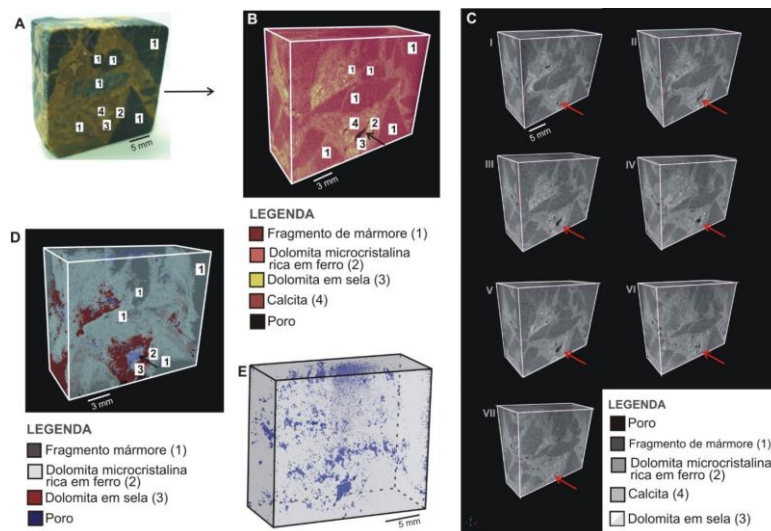 A
1
1
1
1
4
2
3
1
1
5 mm
B
1
1
1
1
4
2
3
1
1
3 mm
LEGENDA
Fragmento de mármore (1)
Dolomita microcristalina
rica em ferro (2)
Dolomita em sela (3)
Calcita (4)
Poro
C
I
II
5 mm
III
IV
V
VI
VII
LEGENDA
Poro
Fragmento de mármore (1)
Dolomita microcristalina
rica em ferro (2)
Calcita (4)
Dolomita em sela (3)
D
1
1
1
2
3
1
3 mm
LEGENDA
Fragmento mármore (1)
Dolomita microcristalina
rica em ferro (2)
Dolomita em sela (3)
Poro
E
5 mm